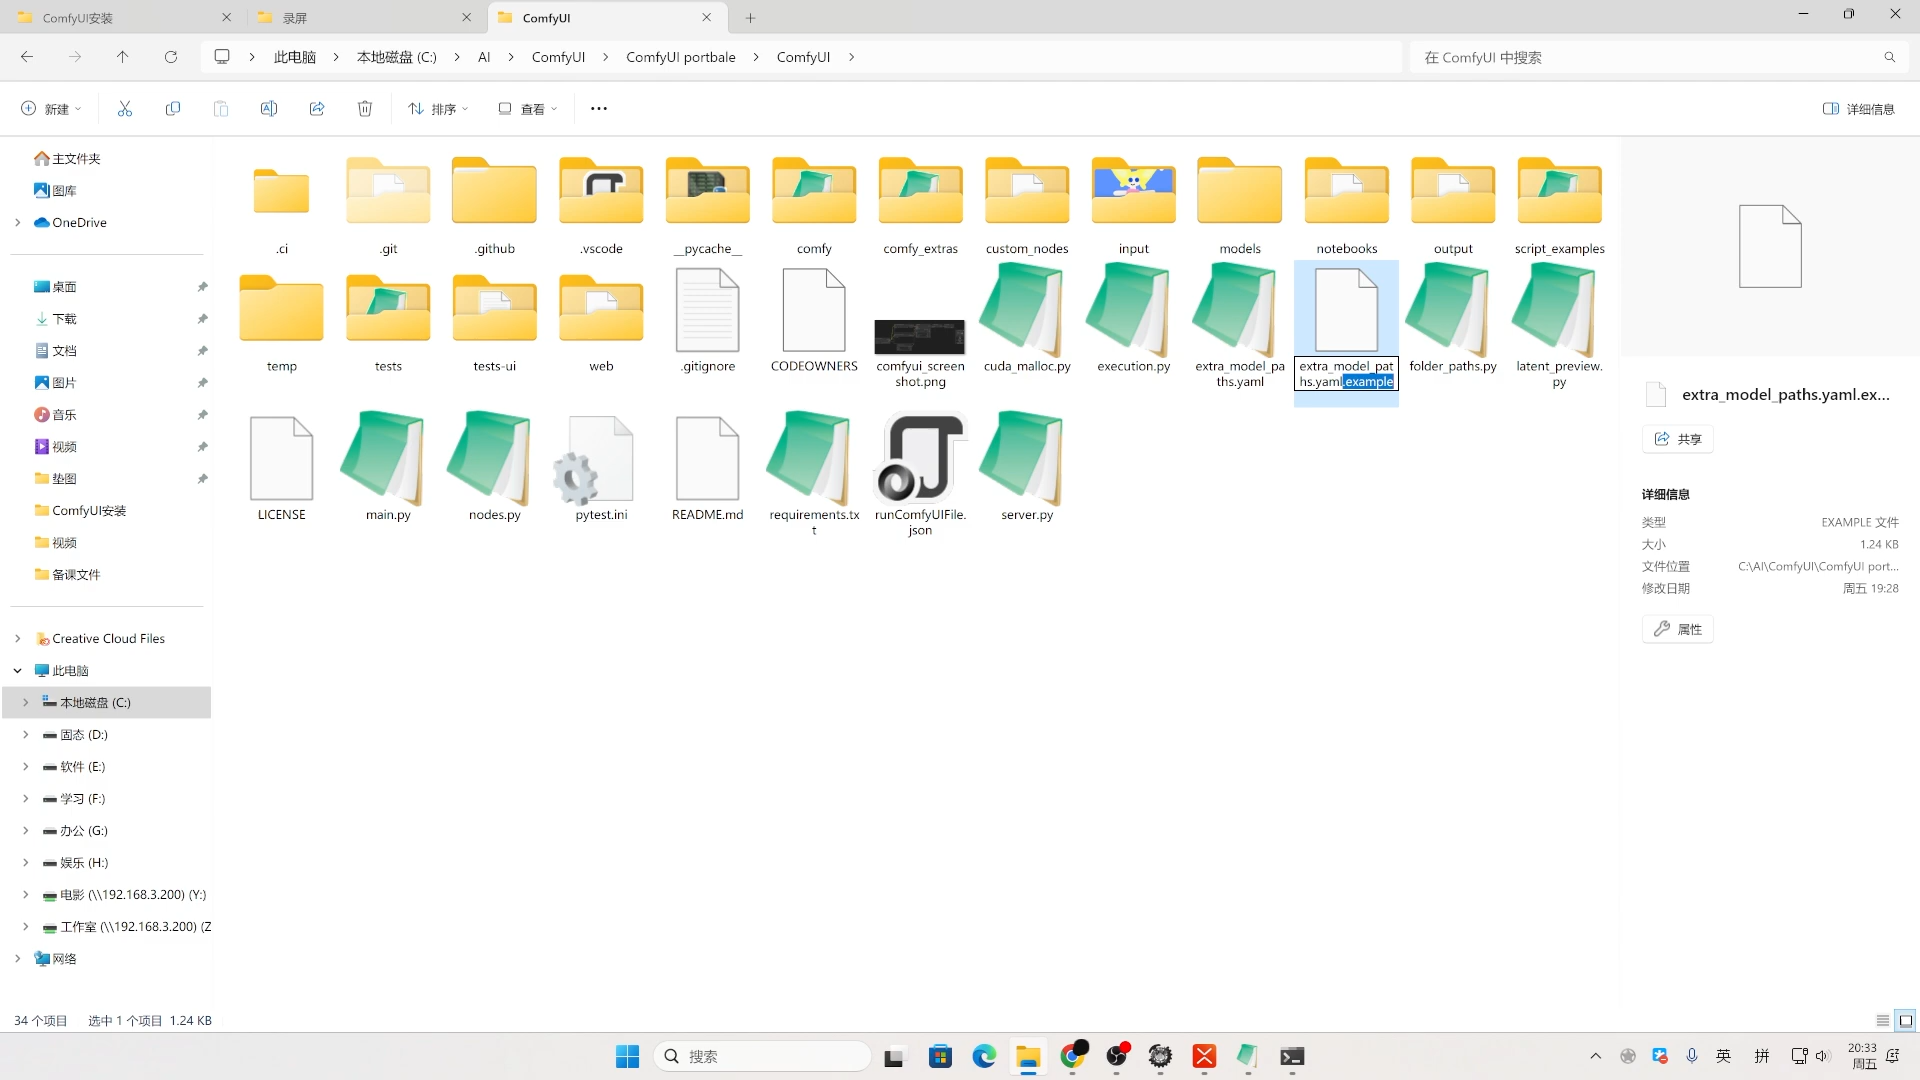 ComfyUI安装
录屏
ComfyUI
此电脑
本地磁盘 (C:)
AI
ComfyUI
ComfyUI portbale
ComfyUI
在 ComfyUI 中搜索
新建
排序
查看
详细信息
主文件夹
图库
OneDrive
桌面
下载
文档
图片
音乐
视频
垫图
ComfyUI安装
视频
备课文件
Creative Cloud Files
此电脑
本地磁盘 (C:)
固态 (D:)
软件 (E:)
学习 (F:)
办公 (G:)
娱乐 (H:)
电影 (\\192.168.3.200) (Y:)
工作室 (\\192.168.3.200) (Z
网络
.ci
.git
.github
.vscode
__pycache__
comfy
comfy_extras
custom_nodes
input
models
notebooks
output
script_examples
temp
tests
tests-ui
web
.gitignore
CODEOWNERS
comfyui_screen
shot.png
cuda_malloc.py
execution.py
extra_model_pa
ths.yaml
extra_model_pat
hs.yaml.example
folder_paths.py
latent_preview.
py
LICENSE
main.py
nodes.py
pytest.ini
README.md
requirements.tx
t
runComfyUIFile.
json
server.py
extra_model_paths.yaml.ex...
共享
详细信息
类型 EXAMPLE 文件
大小 1.24 KB
文件位置 C:\AI\ComfyUI\ComfyUI port...
修改日期 周五 19:28
属性
34 个项目 选中 1 个项目 1.24 KB
搜索
英
拼
20:33
周五